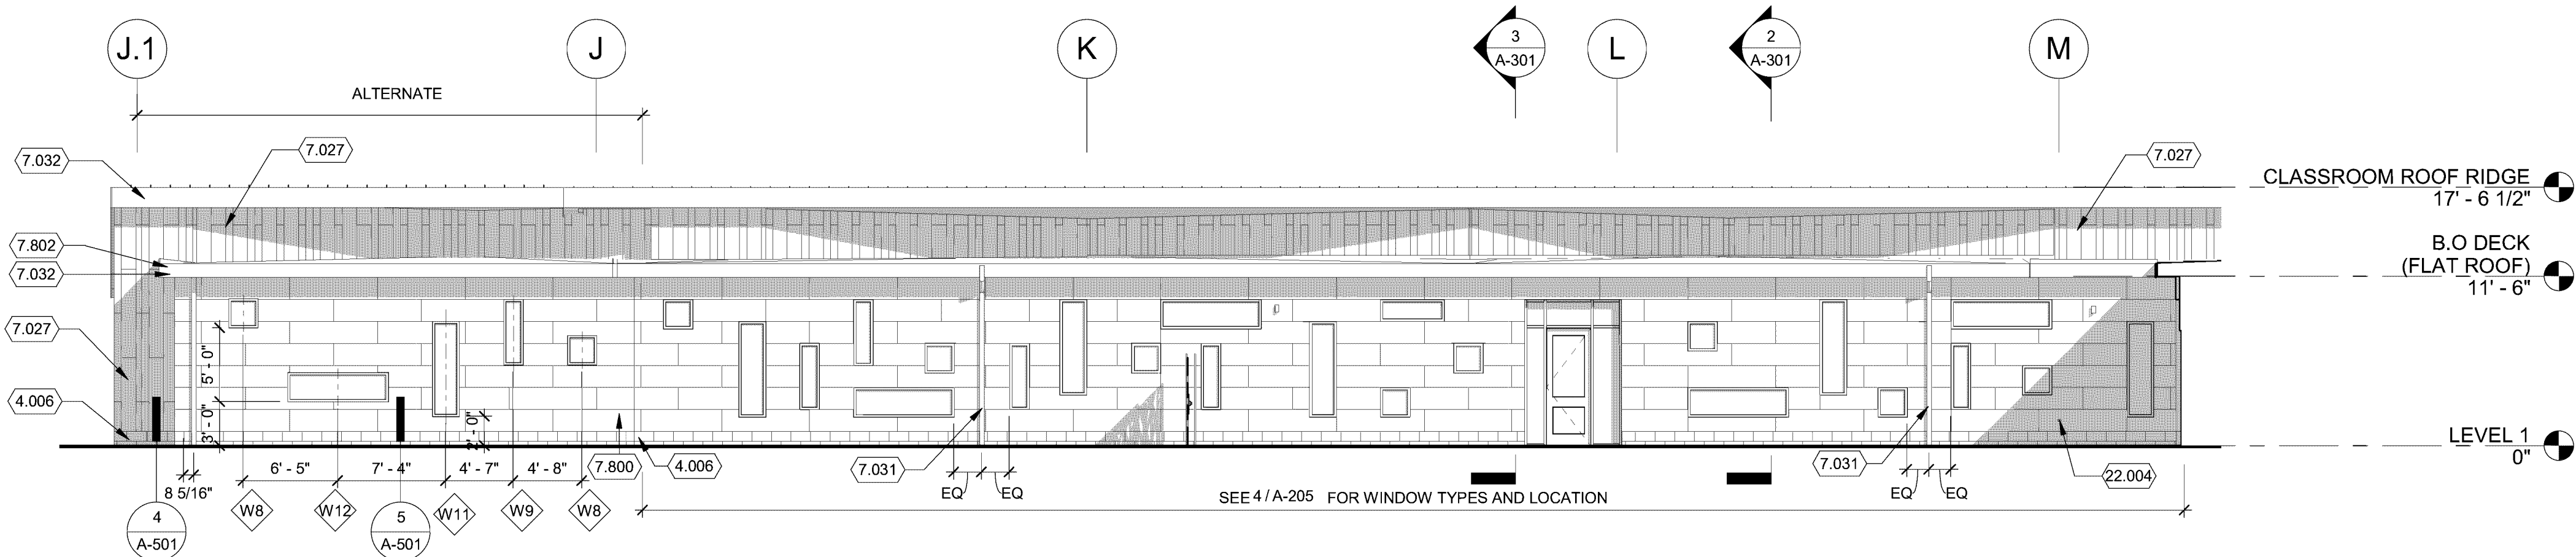 J.1
J
K
3
A-301
L
2
A-301
M
ALTERNATE
7.032
7.027
7.027
CLASSROOM ROOF RIDGE
17' - 6 1/2"
7.802
7.032
B.O DECK
(FLAT ROOF)
11' - 6"
7.027
4.006
5' - 0"
3' - 0"
2' - 0"
LEVEL 1
0"
8 5/16"
6' - 5"
7' - 4"
4' - 7"
4' - 8"
7.800
4.006
7.031
EQ
EQ
SEE 4 / A-205 FOR WINDOW TYPES AND LOCATION
7.031
EQ
EQ
22.004
4
A-501
W8
W12
5
A-501
W11
W9
W8